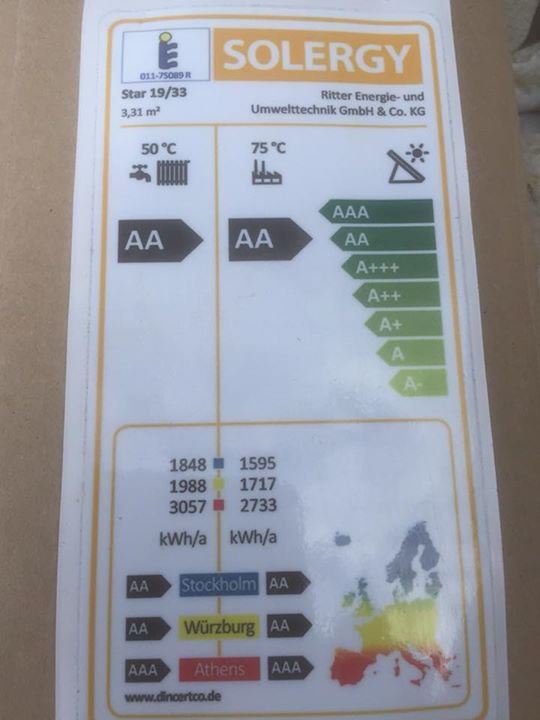 SOLERGY
011-75089 R
Star 19/33
3,31 m²
Ritter Energie- und
Umwelttechnik GmbH & Co. KG
50 °C
75 °C
AA
AA
AAA
AA
A+++
A++
A+
A
A-
1848 1595
1988 1717
3057 2733
kWh/a kWh/a
AA Stockholm AA
AA Würzburg AA
AAA Athens AAA
www.dincertco.de